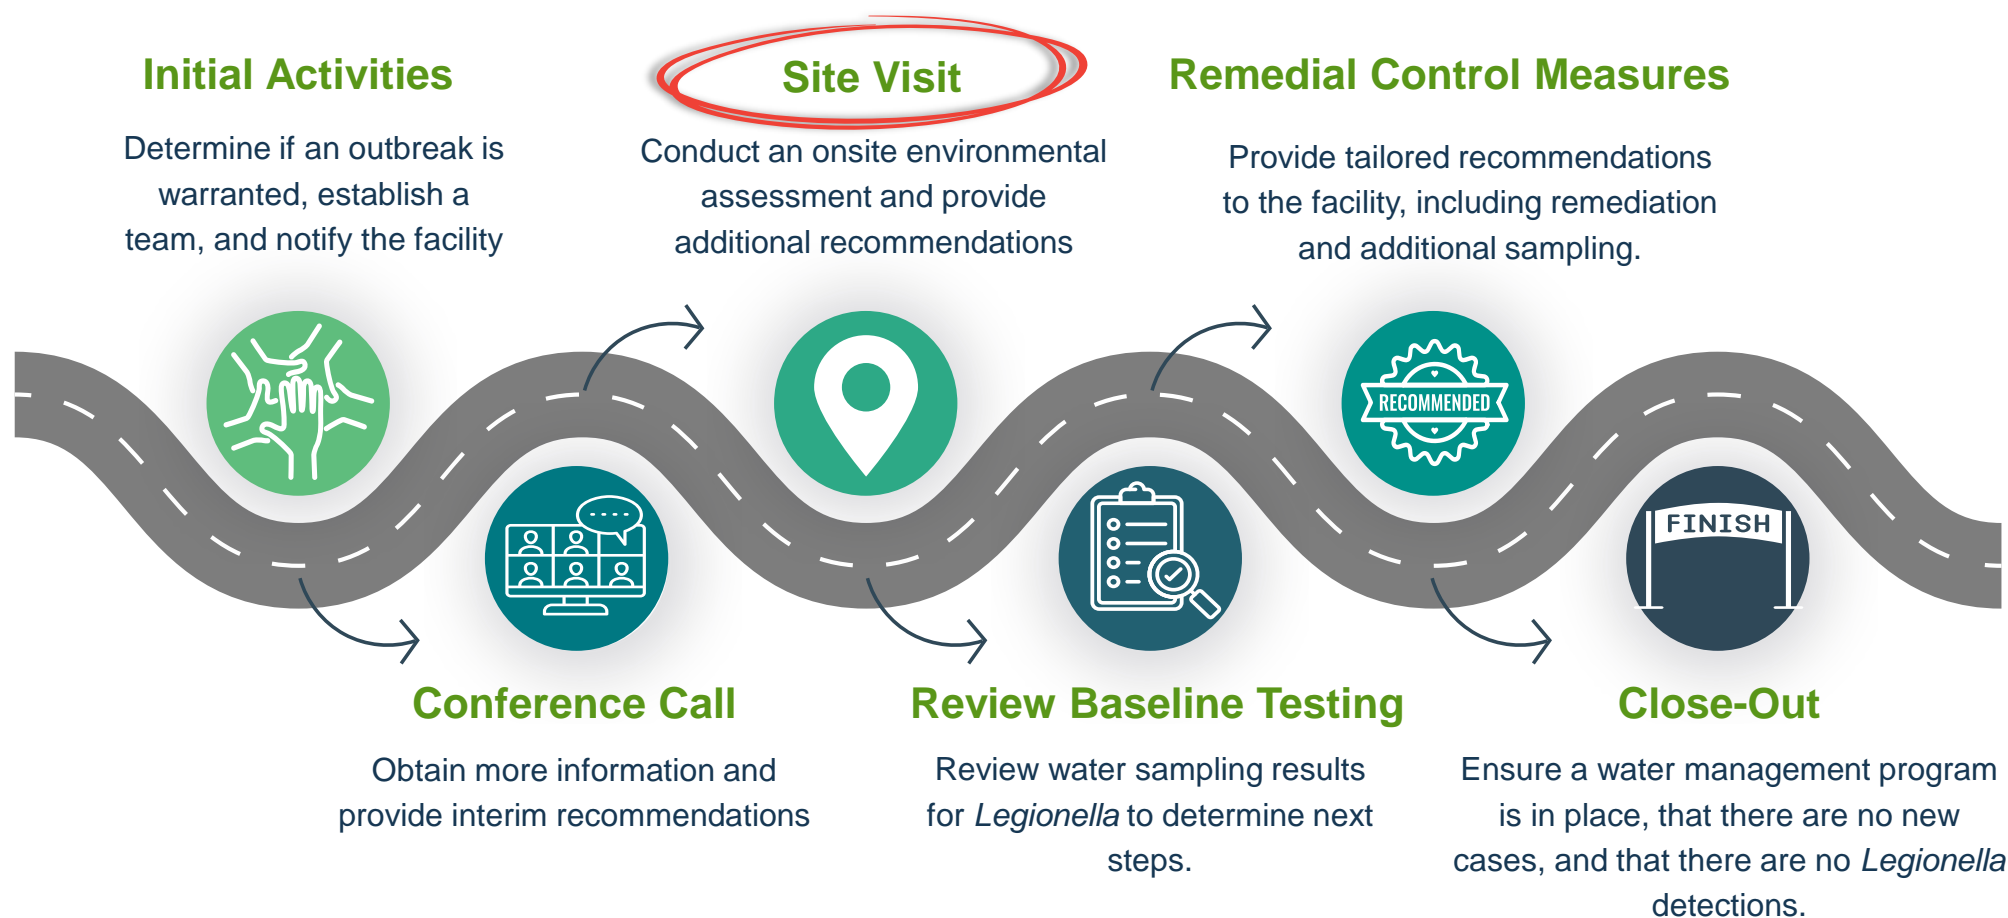 Initial Activities
Determine if an outbreak is
warranted, establish a
team, and notify the facility
Site Visit
Conduct an onsite environmental
assessment and provide
additional recommendations
Remedial Control Measures
Provide tailored recommendations
to the facility, including remediation
and additional sampling.
RECOMMENDED
FINISH
Conference Call
Obtain more information and
provide interim recommendations
Review Baseline Testing
Review water sampling results
for Legionella to determine next
steps.
Close-Out
Ensure a water management program
is in place, that there are no new
cases, and that there are no Legionella
detections.